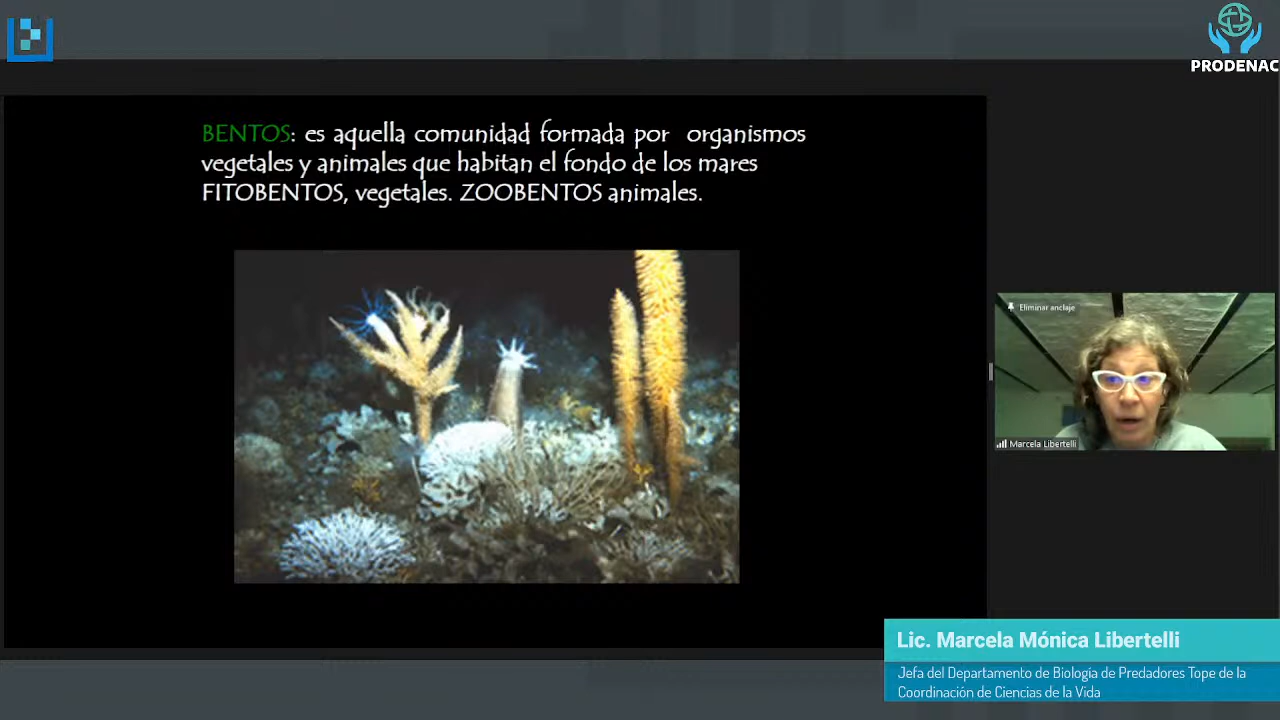 PRODENAC
BENTOS: es aquella comunidad formada por organismos
vegetales y animales que habitan el fondo de los mares
FITOBENTOS, vegetales. ZOOBENTOS animales.
Eliminar anclaje
Marcela Libertelli
Lic. Marcela Mónica Libertelli
Jefa del Departamento de Biología de Predadores Tope de la
Coordinación de Ciencias de la Vida